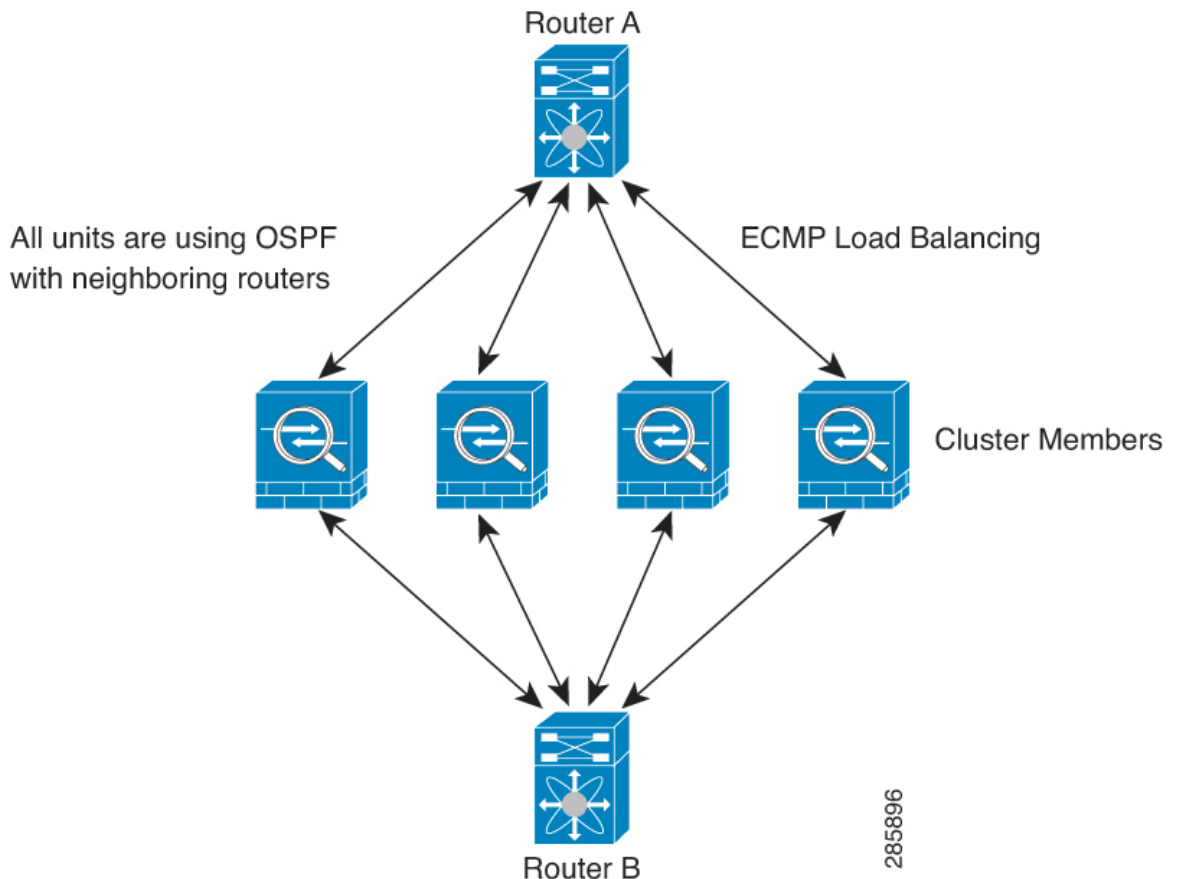 Router A
All units are using OSPF
with neighboring routers
ECMP Load Balancing
Cluster Members
Router B
285896